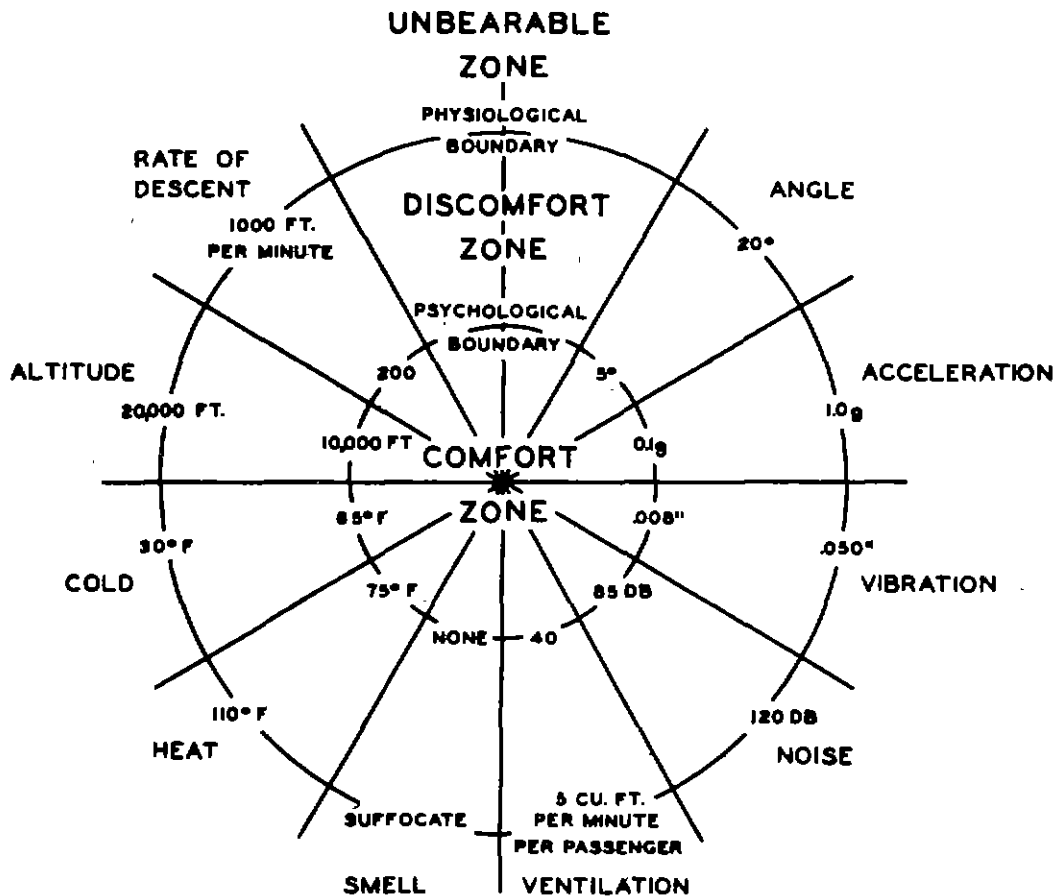 UNBEARABLE
ZONE
PHYSIOLOGICAL
BOUNDARY
RATE OF
DESCENT
ANGLE
DISCOMFORT
ZONE
1000 FT.
PER MINUTE
20°
PSYCHOLOGICAL
BOUNDARY
200
5°
ALTITUDE
ACCELERATION
20,000 FT.
1.0g
10,000 FT
0.1g
COMFORT
ZONE
65°F
.008"
30°F
.050"
COLD
VIBRATION
75°F
85 DB
NONE
40
110°F
120 DB
HEAT
NOISE
SUFFOCATE
5 CU. FT.
PER MINUTE
PER PASSENGER
SMELL
VENTILATION